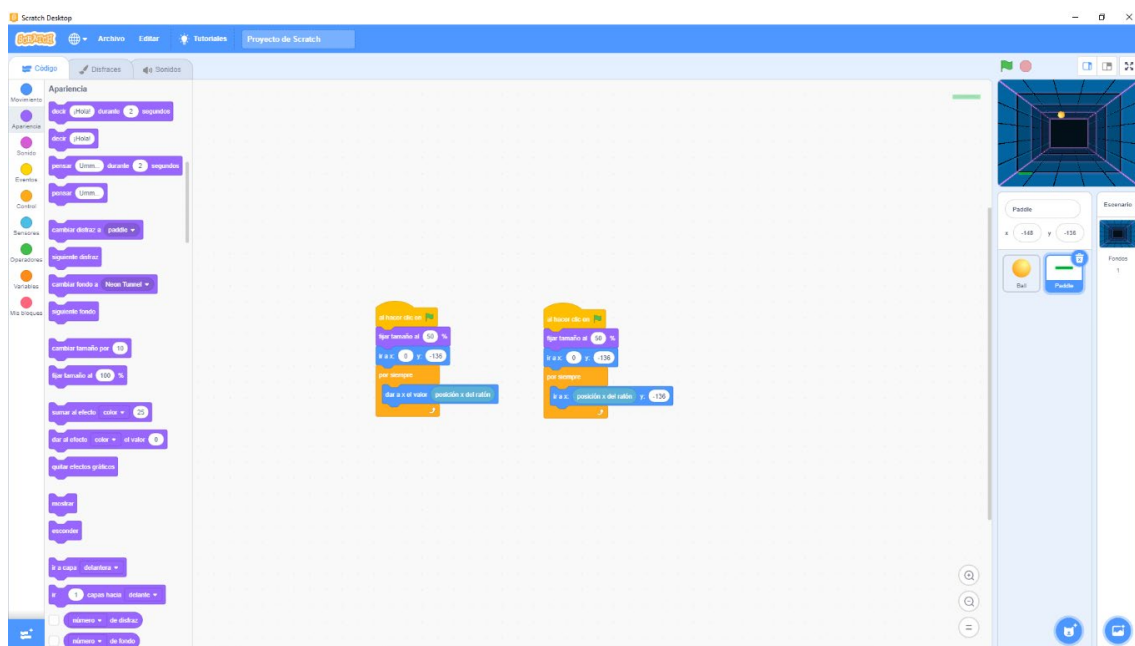 Scratch Desktop
SCRATCH
Archivo Editar Tutoriales Proyecto de Scratch
Código Disfraces Sonidos
Movimiento
Apariencia
Sonido
Eventos
Control
Sensores
Operadores
Variables
Mis bloques
Apariencia
decir ¡Hola! durante 2 segundos
decir ¡Hola!
pensar Umm... durante 2 segundos
pensar Umm...
cambiar disfraz a paddle
siguiente disfraz
cambiar fondo a Neon Tunnel
siguiente fondo
cambiar tamaño por 10
fijar tamaño al 100 %
sumar al efecto color 25
dar al efecto color el valor 0
quitar efectos gráficos
mostrar
esconder
ir a capa delantera
ir 1 capas hacia delante
número de disfraz
número de fondo
al hacer clic en
fijar tamaño al 50 %
ir a x: 0 y: -136
por siempre
dar a x el valor posición x del ratón
al hacer clic en
fijar tamaño al 50 %
ir a x: 0 y: -136
por siempre
ir a x: posición x del ratón y: -136
Paddle
x -148 y -136
Ball
Paddle
Escenario
Fondos
1